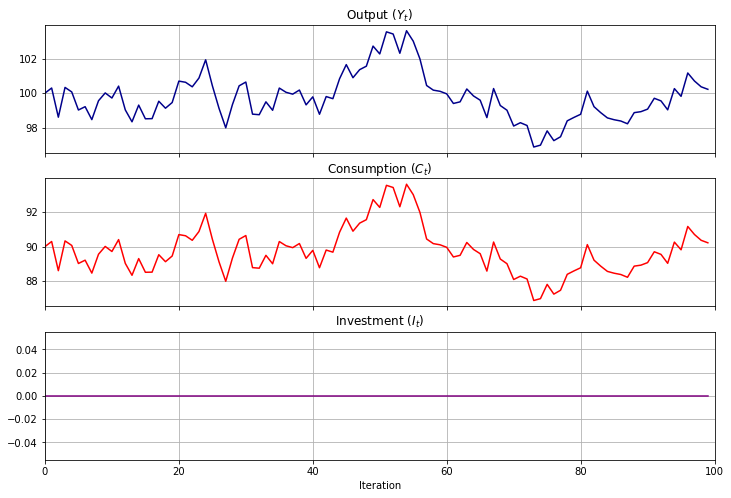 Output (Y_t)
102
100
98
Consumption (C_t)
92
90
88
Investment (I_t)
0.04
0.02
0.00
−0.02
−0.04
0 20 40 60 80 100
Iteration